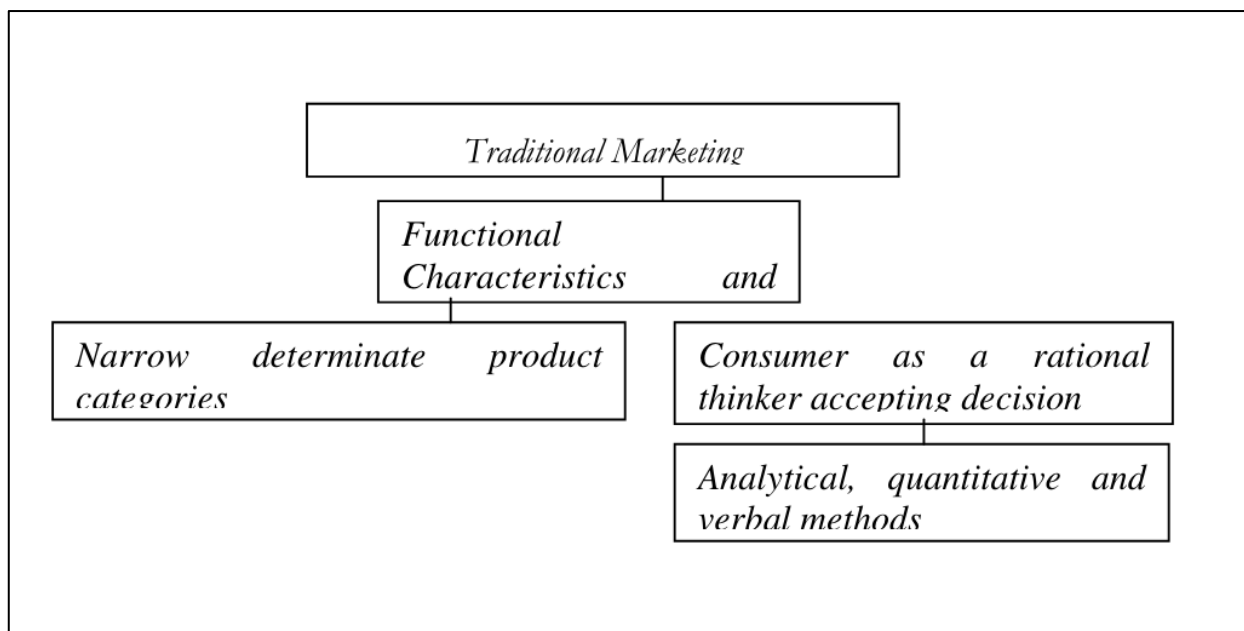 Traditional Marketing
Functional
Characteristics and
Narrow determinate product
categories
Consumer as a rational
thinker accepting decision
Analytical, quantitative and
verbal methods